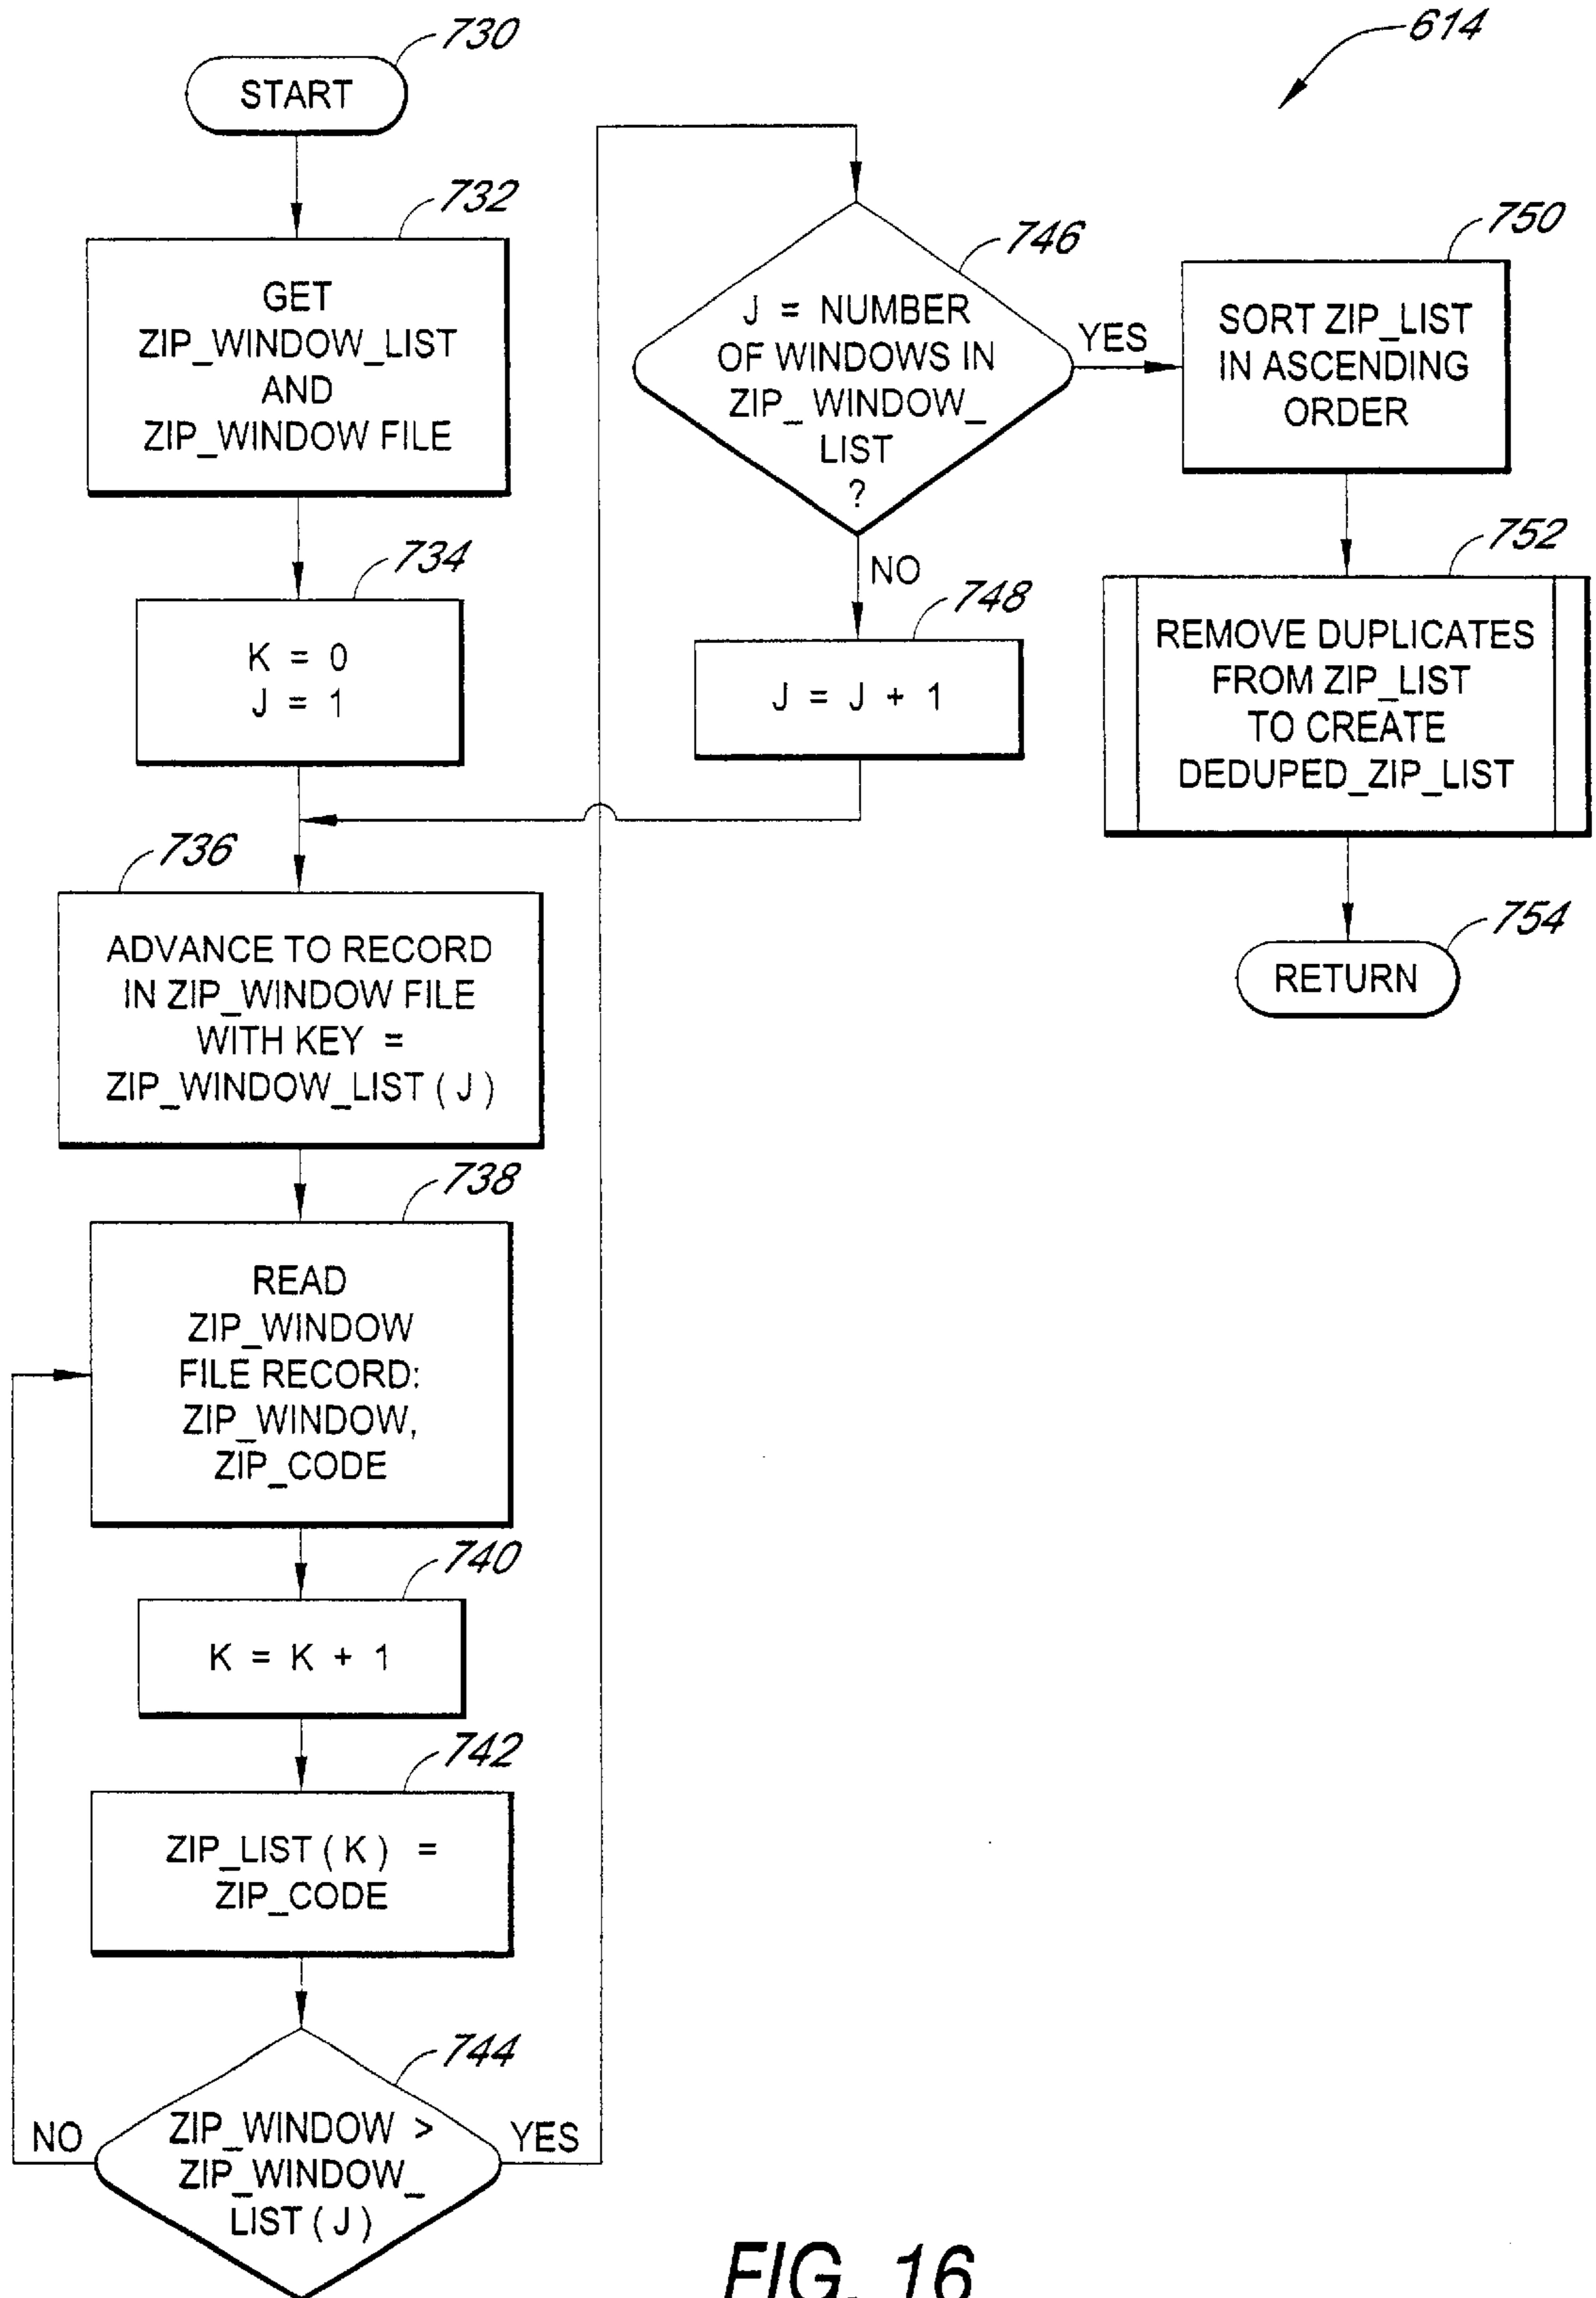 730
START
732
GET
ZIP_WINDOW_LIST
AND
ZIP_WINDOW FILE
734
K = 0
J = 1
736
ADVANCE TO RECORD
IN ZIP_WINDOW FILE
WITH KEY =
ZIP_WINDOW_LIST ( J )
738
READ
ZIP_WINDOW
FILE RECORD:
ZIP_WINDOW,
ZIP_CODE
740
K = K + 1
742
ZIP_LIST ( K ) =
ZIP_CODE
744
ZIP_WINDOW >
ZIP_WINDOW_
LIST ( J )
NO
YES
746
J = NUMBER
OF WINDOWS IN
ZIP_ WINDOW_
LIST
?
YES
NO
748
J = J + 1
614
750
SORT ZIP_LIST
IN ASCENDING
ORDER
752
REMOVE DUPLICATES
FROM ZIP_LIST
TO CREATE
DEDUPED_ZIP_LIST
754
RETURN
FIG. 16